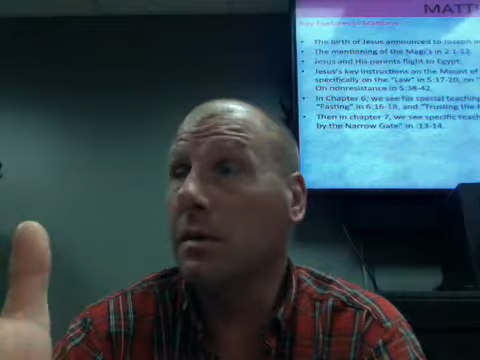 MATTH
Key Features in Matthew
• The birth of Jesus announced to Joseph in
• The mentioning of the Magi's in 2:1-12.
• Jesus and His parents flight to Egypt.
• Jesus's key instructions on the Mount of
specifically on the "Law" in 5:17-20, on "
On nonresistance in 5:38-42.
• In Chapter 6, we see his special teaching
"Fasting" in 6:16-18, and "Trusting the
• Then in chapter 7, we see specific teach
by the Narrow Gate" in :13-14.